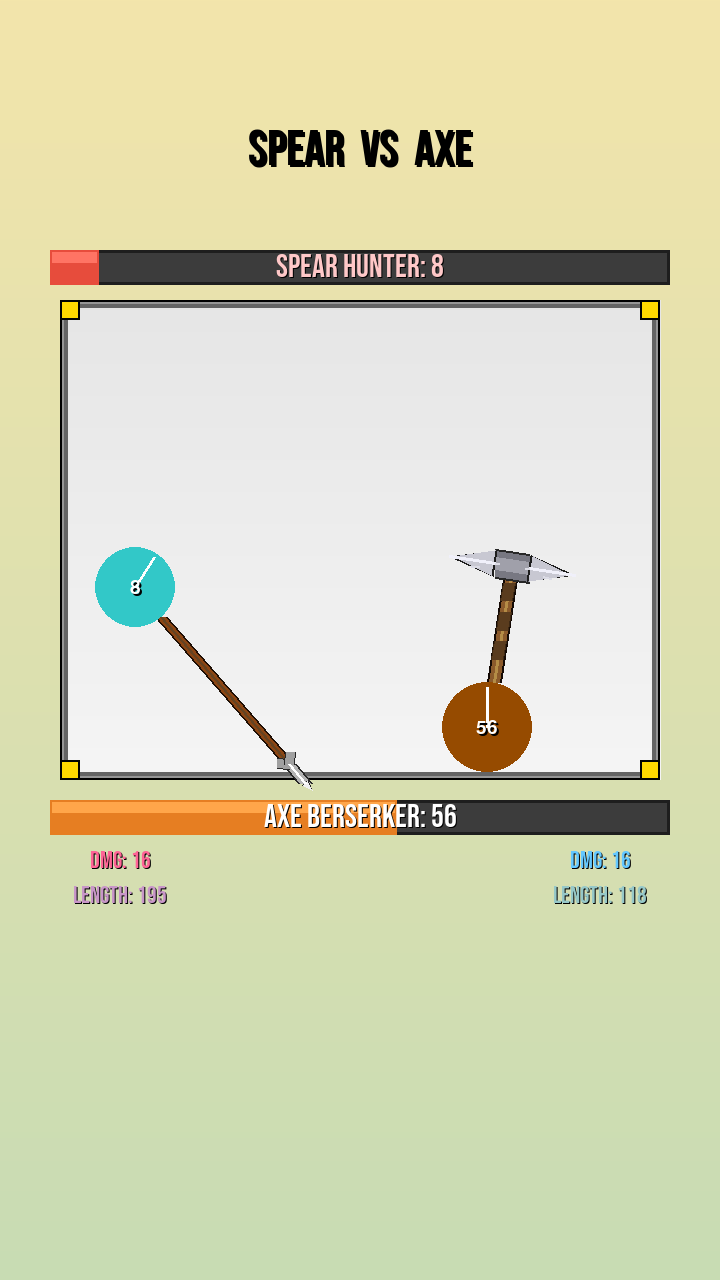 SPEAR VS AXE
SPEAR HUNTER: 8
8
56
AXE BERSERKER: 56
DMG: 16
DMG: 16
LENGTH: 195
LENGTH: 118